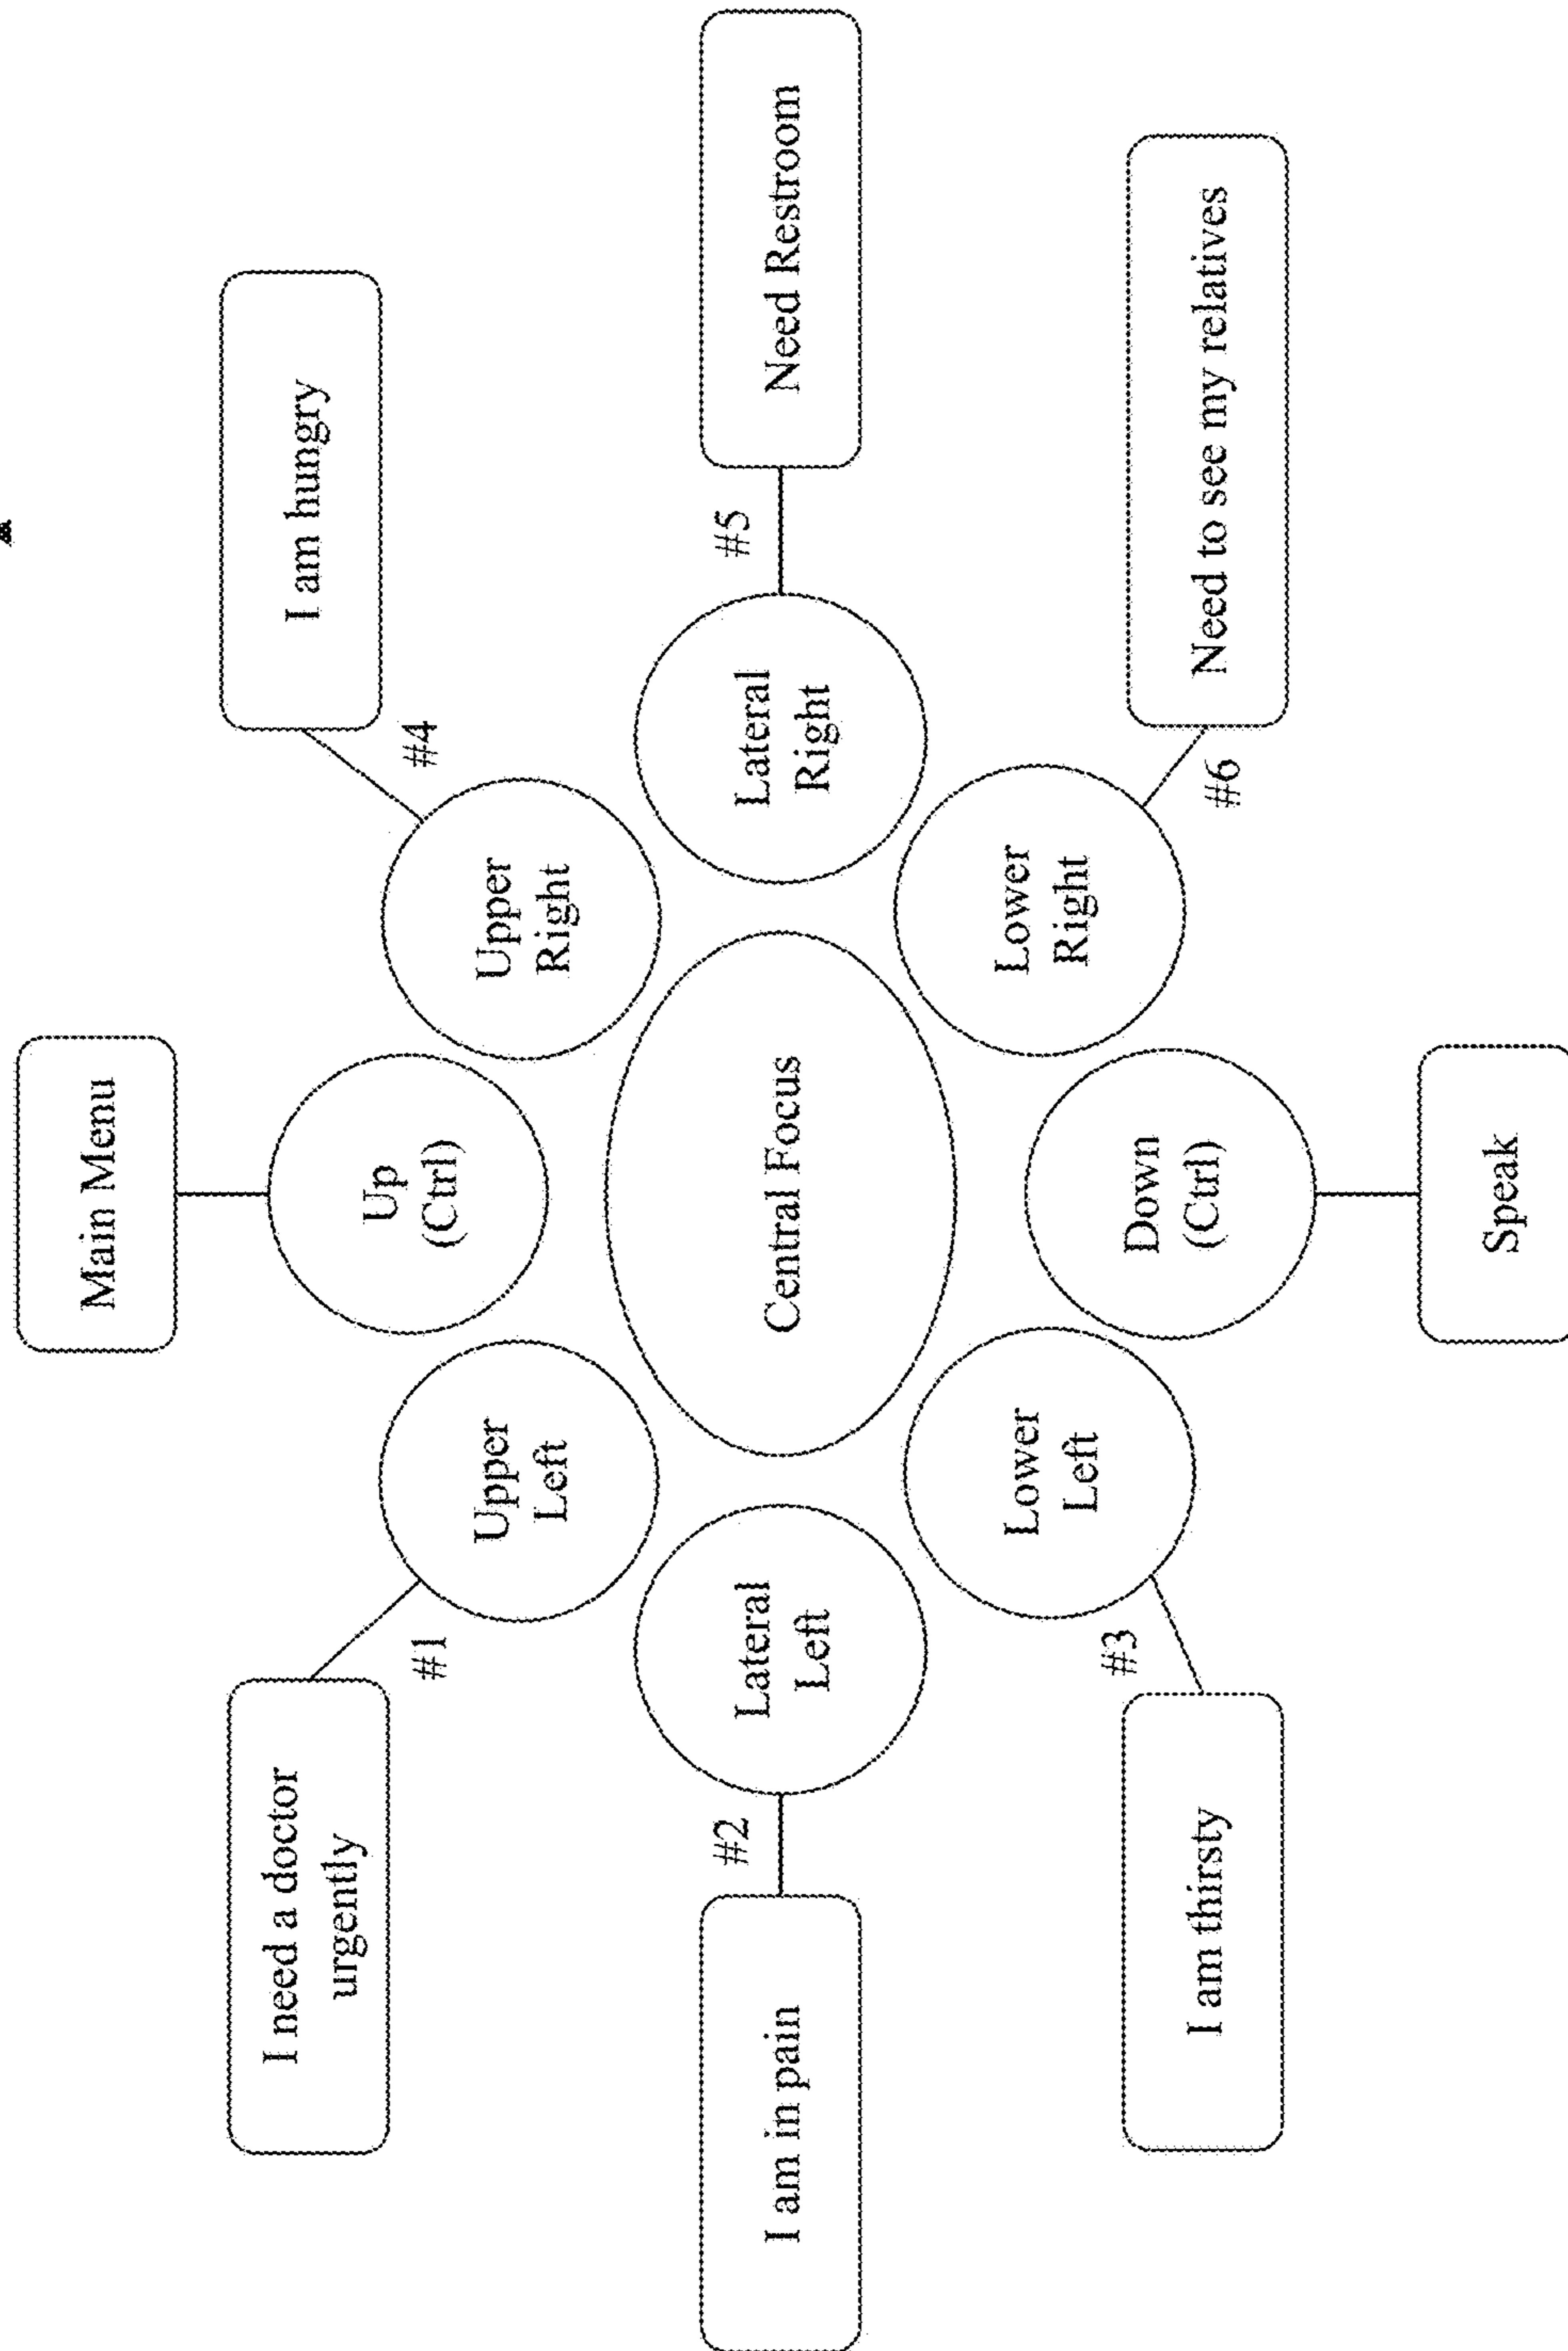 Main Menu
I need a doctor
urgently
I am hungry
#1
Up
(Ctrl)
#4
Upper
Left
Upper
Right
I am in pain
#2
Lateral
Left
Central Focus
Lateral
Right
#5
Need Restroom
Lower
Left
Lower
Right
#3
Down
(Ctrl)
#6
I am thirsty
Need to see my relatives
Speak